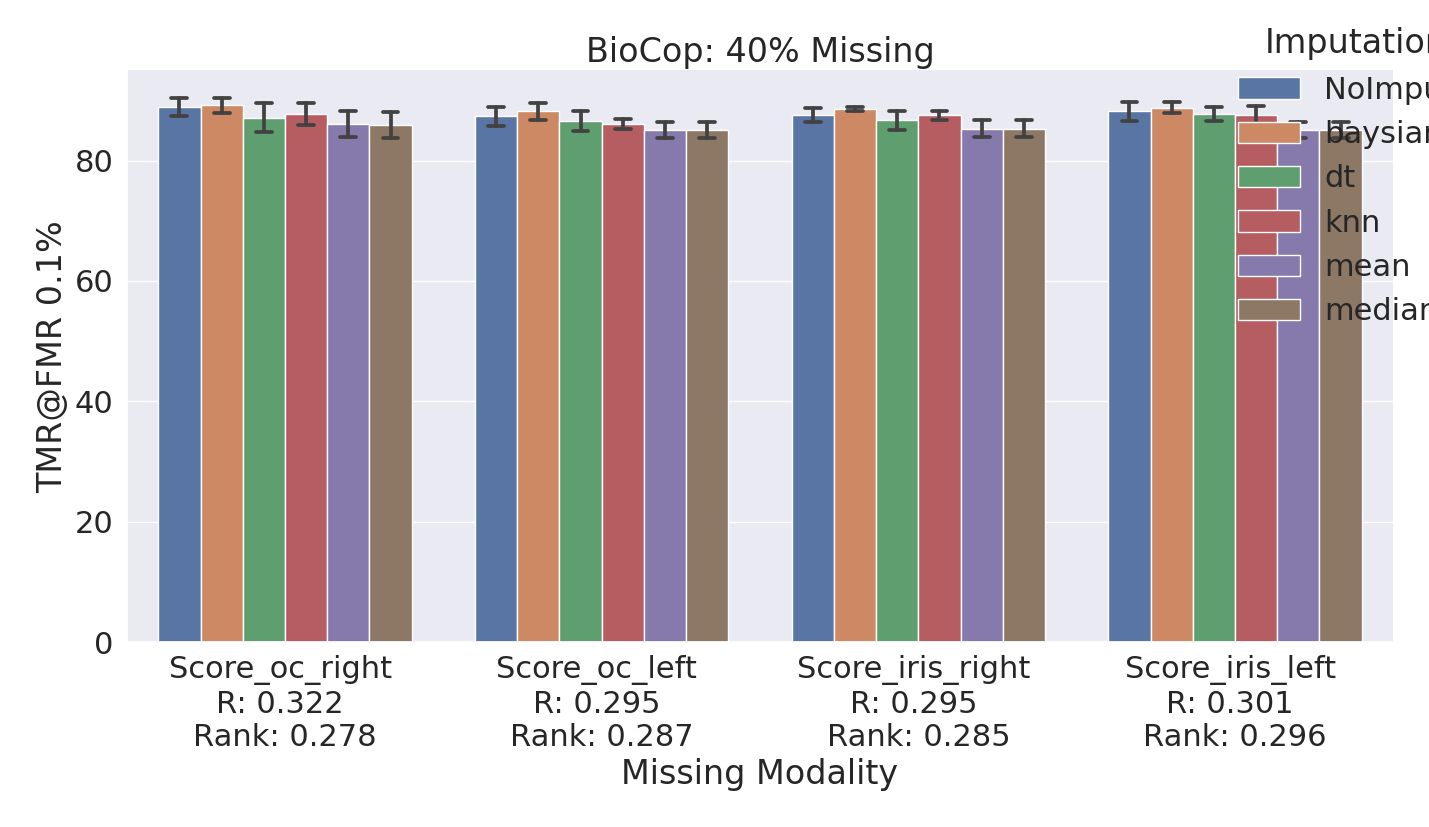 BioCop: 40% Missing
Imputation
NoImpu
baysian
dt
knn
mean
median
TMR@FMR 0.1%
80
60
40
20
0
Score_oc_right
R: 0.322
Rank: 0.278
Score_oc_left
R: 0.295
Rank: 0.287
Score_iris_right
R: 0.295
Rank: 0.285
Score_iris_left
R: 0.301
Rank: 0.296
Missing Modality